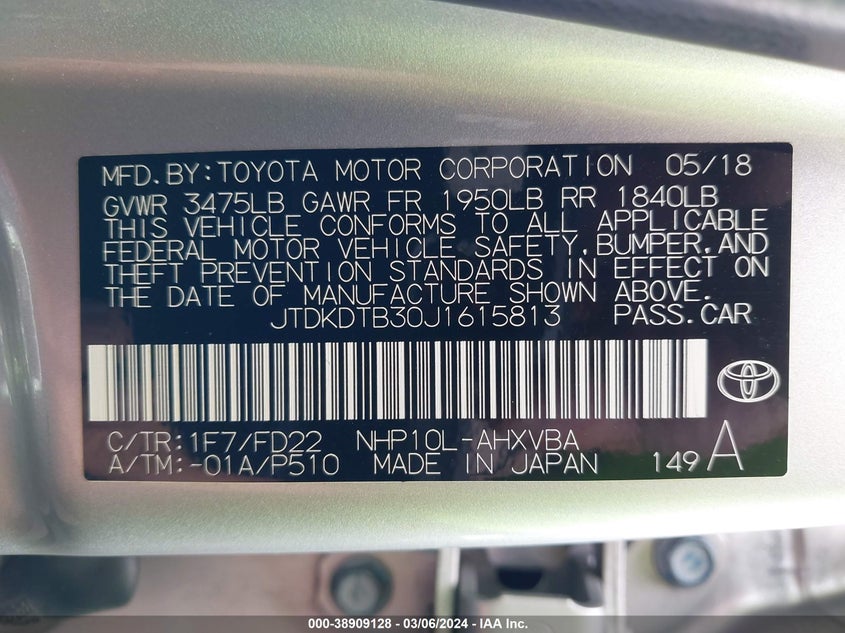 MFD.BY:TOYOTA MOTOR CORPORATION 05/18
GVWR 3475LB GAWR FR 1950LB RR 1840LB
THIS VEHICLE CONFORMS TO ALL APPLICABLE
FEDERAL MOTOR VEHICLE SAFETY,BUMPER,AND
THEFT PREVENTION STANDARDS IN EFFECT ON
THE DATE OF MANUFACTURE SHOWN ABOVE.
JTDKDTB30J1615813 PASS.CAR
C/TR:1F7/FD22 NHP10L-AHXVBA
A/TM:-01A/P510 MADE IN JAPAN 149A
000-38909128 - 03/06/2024 - IAA Inc.